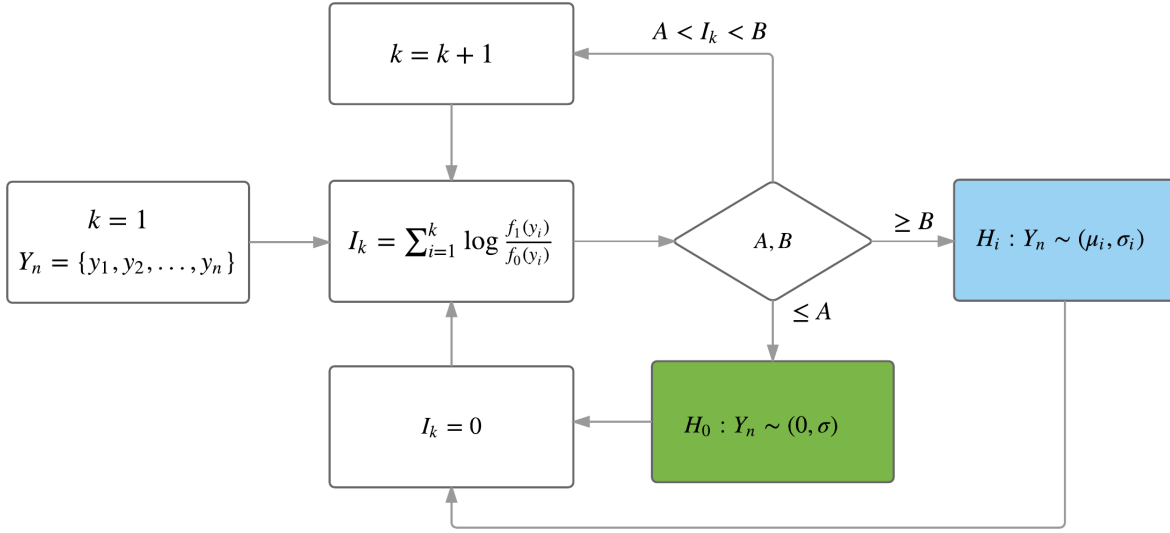 k = k + 1
A < I_k < B
k = 1
Y_n = {y_1, y_2, . . . , y_n}
I_k = ∑_{i=1}^{k} log \frac{f_1(y_i)}{f_0(y_i)}
A, B
≥ B
H_i : Y_n ∼ (μ_i, σ_i)
≤ A
I_k = 0
H_0 : Y_n ∼ (0, σ)